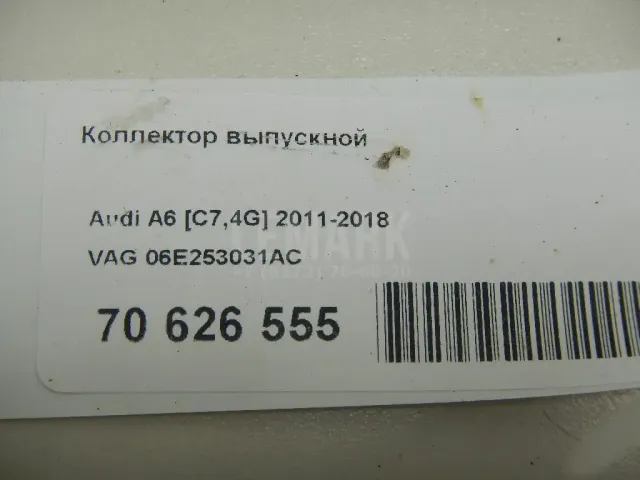 Коллектор выпускной
Audi A6 [C7,4G] 2011-2018
VAG 06E253031AC
70 626 555